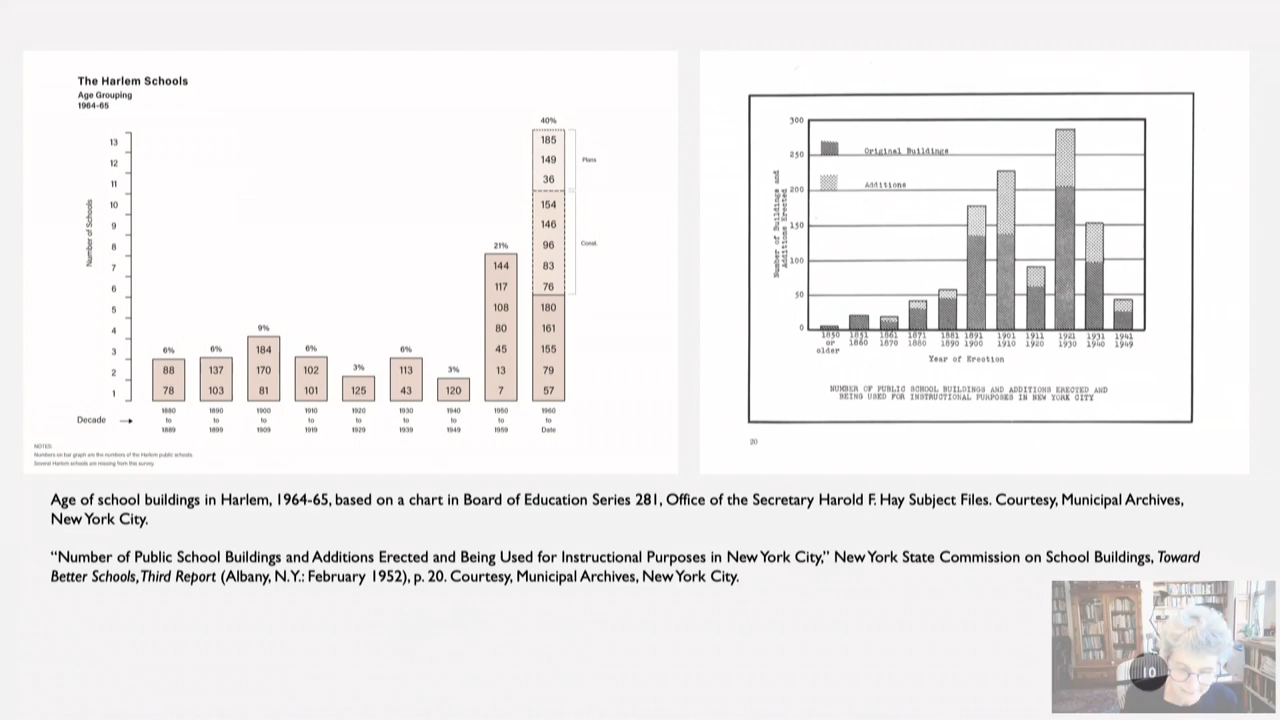 The Harlem Schools
Age Grouping
1964-65
Number of Schools
13
12
11
10
9
8
7
6
5
4
3
2
1
6%
88
78
6%
137
103
9%
184
170
81
6%
102
101
3%
125
6%
113
43
3%
120
21%
144
117
108
80
45
13
7
40%
185
149
36
154
146
96
83
76
180
161
155
79
57
Plans
Const.
Decade
1880 to 1889
1890 to 1899
1900 to 1909
1910 to 1919
1920 to 1929
1930 to 1939
1940 to 1949
1950 to 1959
1960 to Date
NOTES:
Numbers on bar graph are the numbers of the Harlem public schools.
Several Harlem schools are missing from this survey.
Number of Buildings and
Additions Erected
300
250
200
150
100
50
0
Original Buildings
Additions
1850 or older
1851 1860
1861 1870
1871 1880
1881 1890
1891 1900
1901 1910
1911 1920
1921 1930
1931 1940
1941 1949
Year of Erection
NUMBER OF PUBLIC SCHOOL BUILDINGS AND ADDITIONS ERECTED AND
BEING USED FOR INSTRUCTIONAL PURPOSES IN NEW YORK CITY
20
Age of school buildings in Harlem, 1964-65, based on a chart in Board of Education Series 281, Office of the Secretary Harold F. Hay Subject Files. Courtesy, Municipal Archives,
New York City.
“Number of Public School Buildings and Additions Erected and Being Used for Instructional Purposes in New York City,” New York State Commission on School Buildings, Toward
Better Schools, Third Report (Albany, N.Y.: February 1952), p. 20. Courtesy, Municipal Archives, New York City.
10